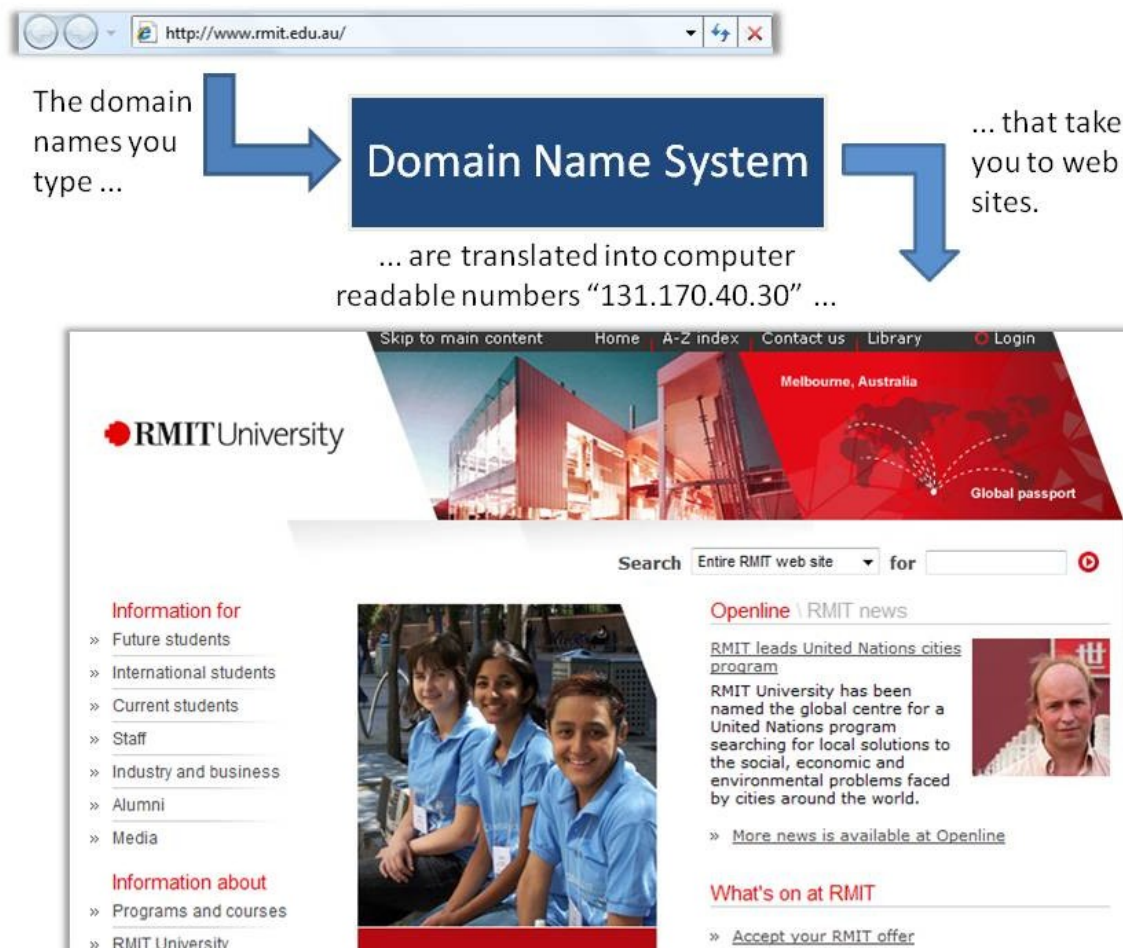 http://www.rmit.edu.au/
The domain
names you
type ...
Domain Name System
... that take
you to web
sites.
... are translated into computer
readable numbers “131.170.40.30” ...
Skip to main content Home A-Z index Contact us Library Login
Melbourne, Australia
RMIT University
Global passport
Search Entire RMIT web site for
Information for
» Future students
» International students
» Current students
» Staff
» Industry and business
» Alumni
» Media
Information about
» Programs and courses
» RMIT University
Openline \ RMIT news
RMIT leads United Nations cities
program
RMIT University has been
named the global centre for a
United Nations program
searching for local solutions to
the social, economic and
environmental problems faced
by cities around the world.
» More news is available at Openline
What's on at RMIT
» Accept your RMIT offer